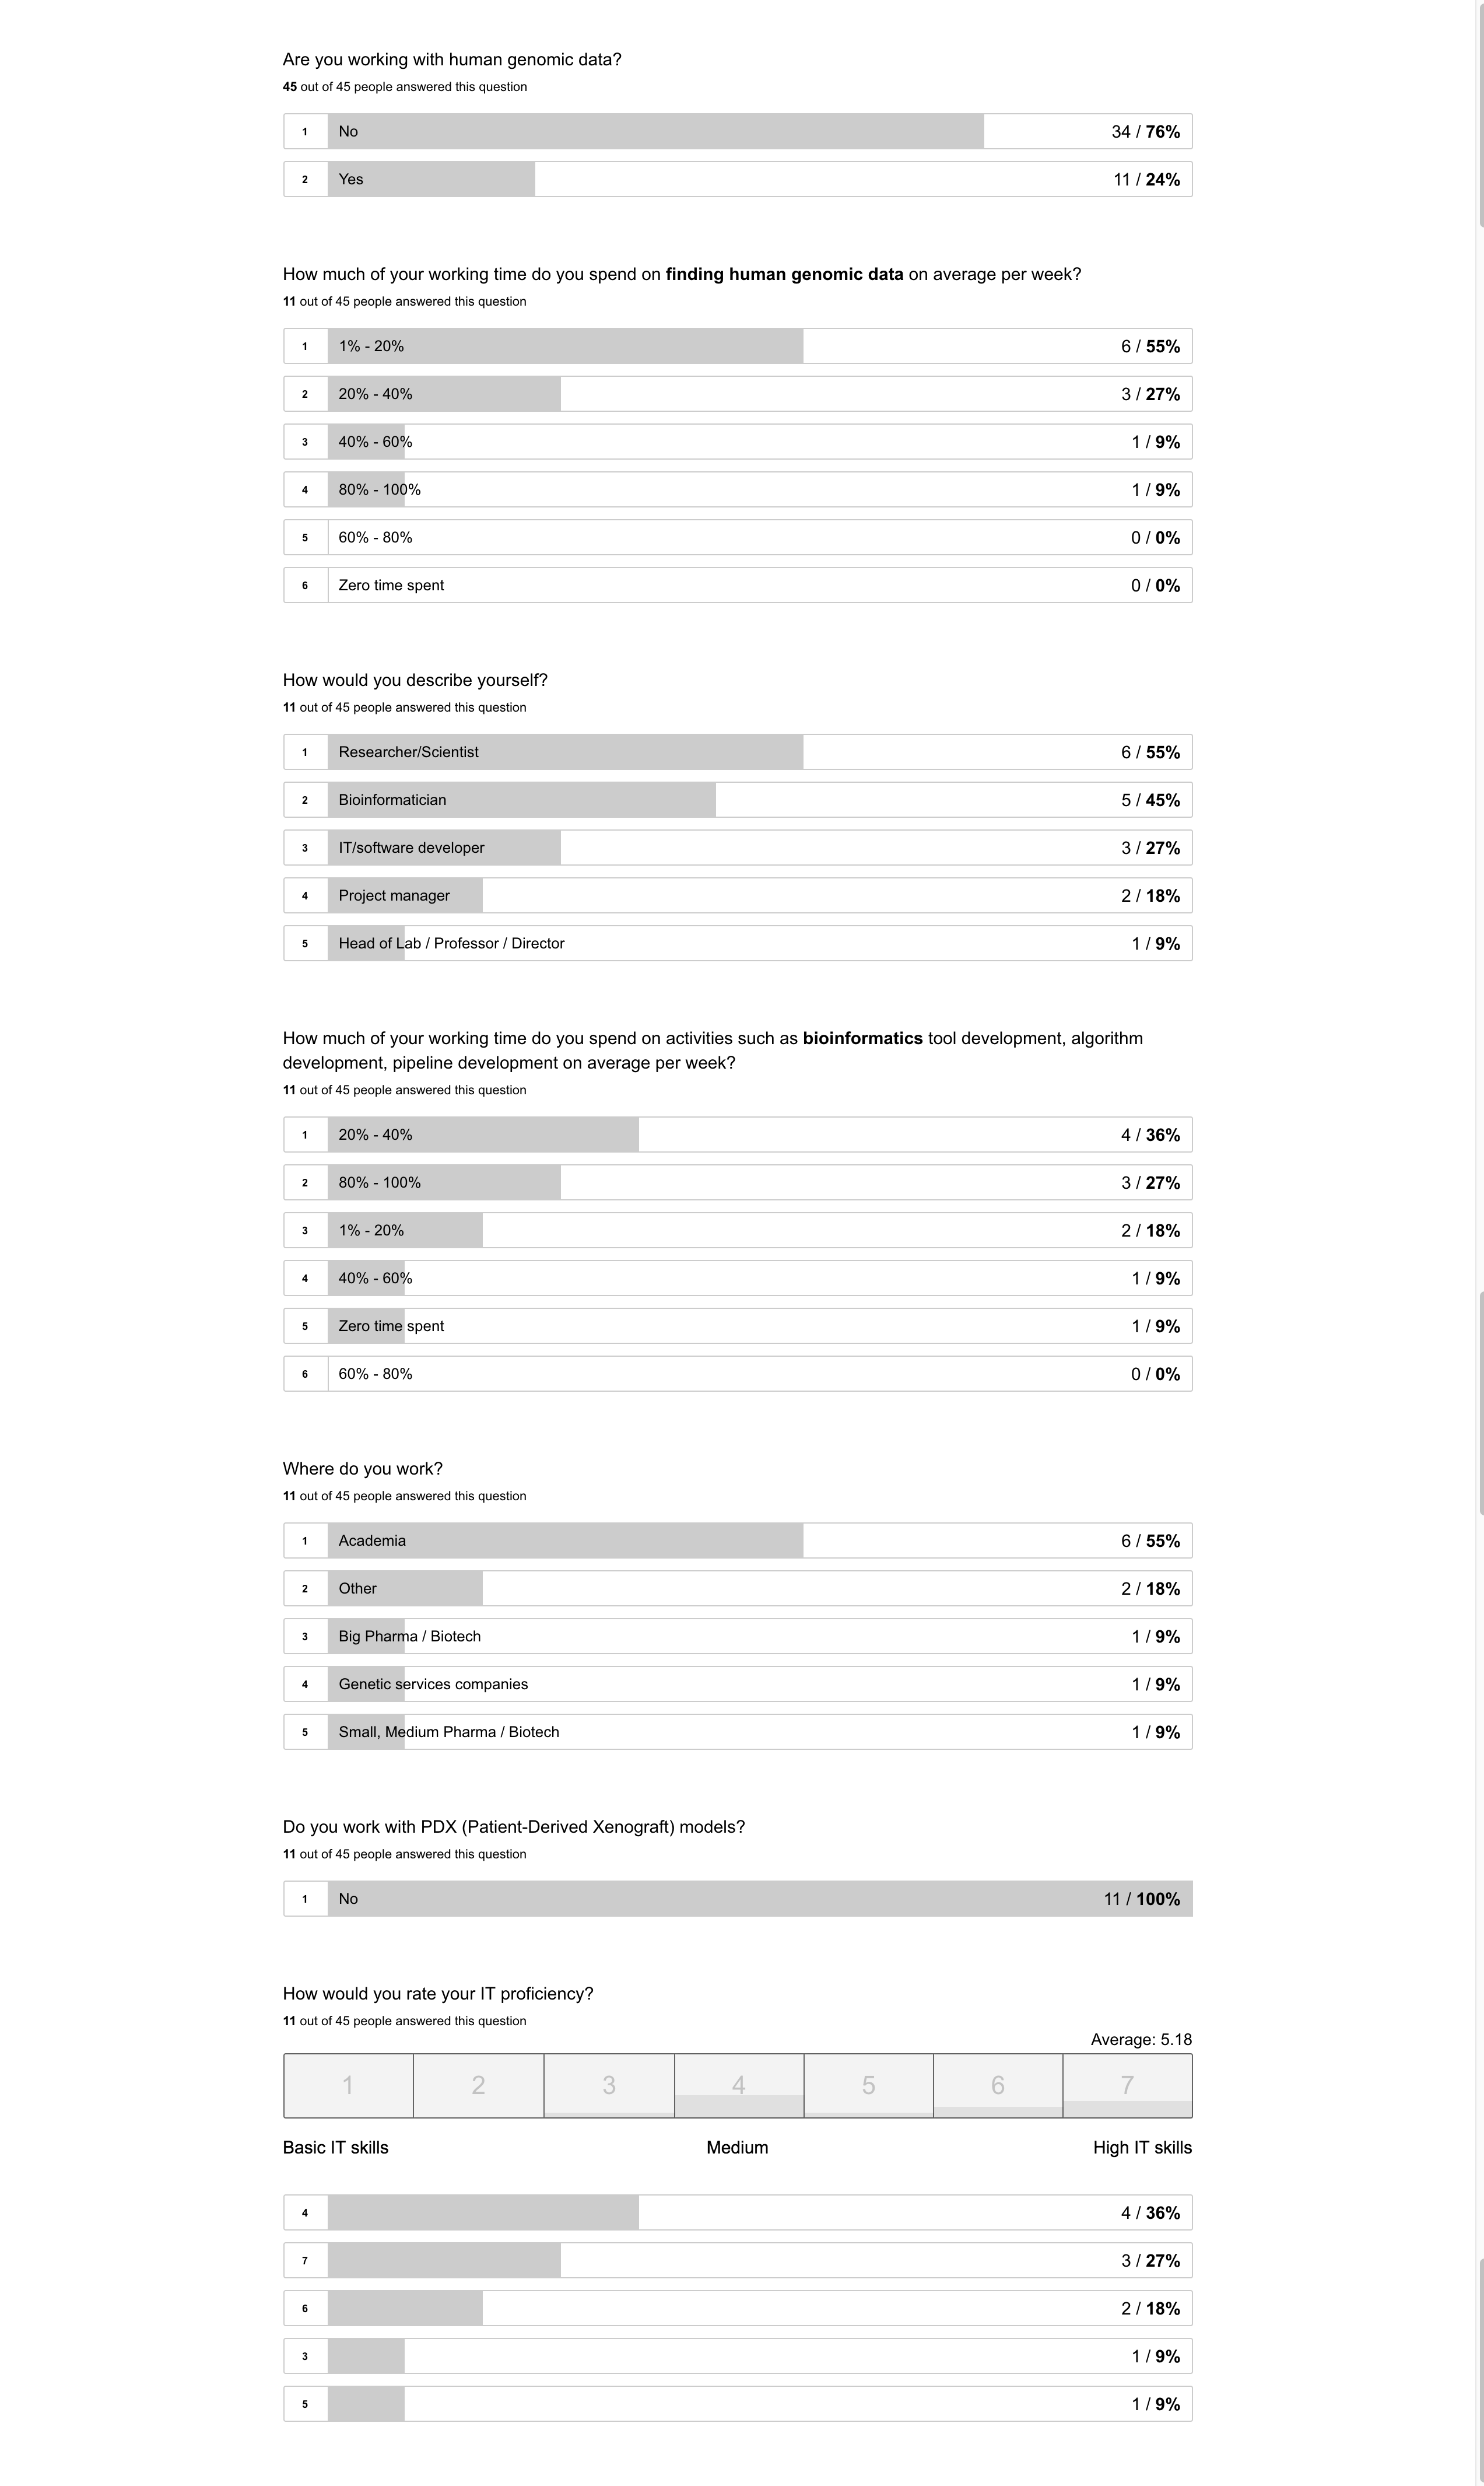 Are you working with human genomic data?
45 out of 45 people answered this question
1 No 34 / 76%
2 Yes 11 / 24%
How much of your working time do you spend on finding human genomic data on average per week?
11 out of 45 people answered this question
1 1% - 20% 6 / 55%
2 20% - 40% 3 / 27%
3 40% - 60% 1 / 9%
4 80% - 100% 1 / 9%
5 60% - 80% 0 / 0%
6 Zero time spent 0 / 0%
How would you describe yourself?
11 out of 45 people answered this question
1 Researcher/Scientist 6 / 55%
2 Bioinformatician 5 / 45%
3 IT/software developer 3 / 27%
4 Project manager 2 / 18%
5 Head of Lab / Professor / Director 1 / 9%
How much of your working time do you spend on activities such as bioinformatics tool development, algorithm
development, pipeline development on average per week?
11 out of 45 people answered this question
1 20% - 40% 4 / 36%
2 80% - 100% 3 / 27%
3 1% - 20% 2 / 18%
4 40% - 60% 1 / 9%
5 Zero time spent 1 / 9%
6 60% - 80% 0 / 0%
Where do you work?
11 out of 45 people answered this question
1 Academia 6 / 55%
2 Other 2 / 18%
3 Big Pharma / Biotech 1 / 9%
4 Genetic services companies 1 / 9%
5 Small, Medium Pharma / Biotech 1 / 9%
Do you work with PDX (Patient-Derived Xenograft) models?
11 out of 45 people answered this question
1 No 11 / 100%
How would you rate your IT proficiency?
11 out of 45 people answered this question
Average: 5.18
1 2 3 4 5 6 7
Basic IT skills Medium High IT skills
4 4 / 36%
7 3 / 27%
6 2 / 18%
3 1 / 9%
5 1 / 9%